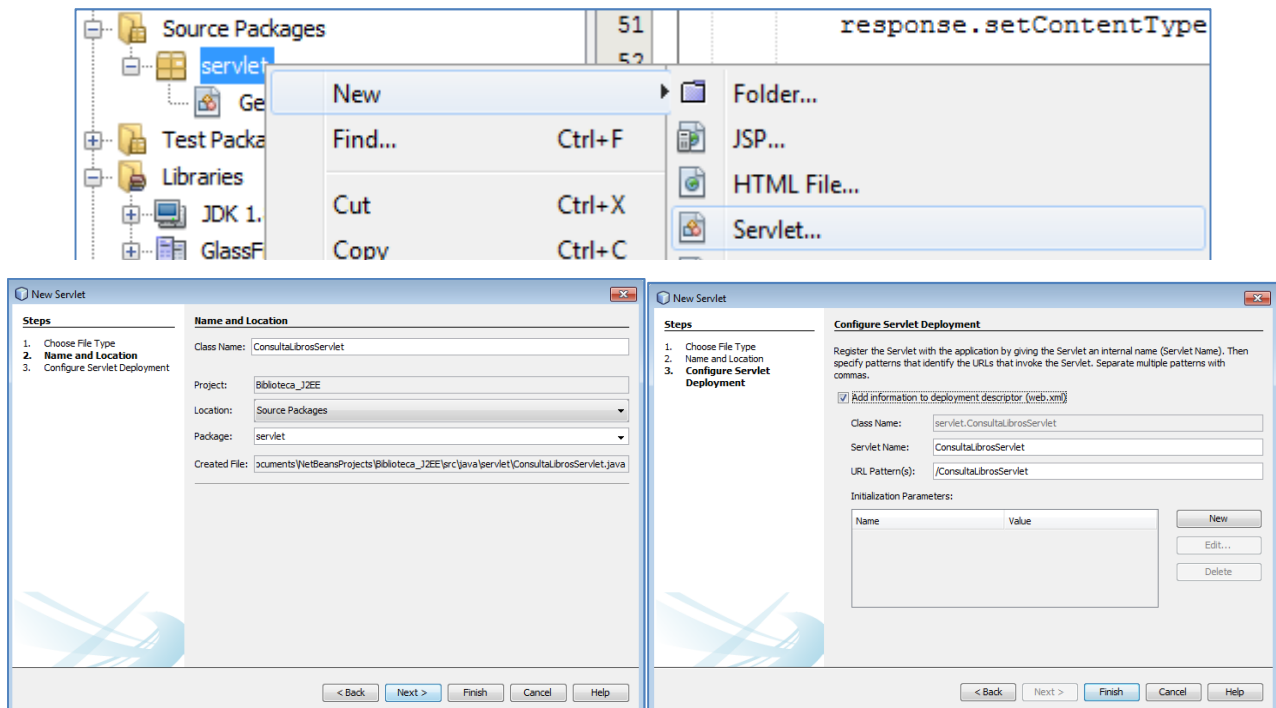 Source Packages
servlet
Ge
Test Packa
Libraries
JDK 1.
GlassF
51
response.setContentType
52
New
Find... Ctrl+F
Cut Ctrl+X
Copy Ctrl+C
Folder...
JSP...
HTML File...
Servlet...
New Servlet
Steps
1. Choose File Type
2. Name and Location
3. Configure Servlet Deployment
Name and Location
Class Name: ConsultaLibrosServlet
Project: Biblioteca_J2EE
Location: Source Packages
Package: servlet
Created File: ocuments\NetBeansProjects\Biblioteca_J2EE\src\java\servlet\ConsultaLibrosServlet.java
< Back Next > Finish Cancel Help
New Servlet
Steps
1. Choose File Type
2. Name and Location
3. Configure Servlet
Deployment
Configure Servlet Deployment
Register the Servlet with the application by giving the Servlet an internal name (Servlet Name). Then
specify patterns that identify the URLs that invoke the Servlet. Separate multiple patterns with
commas.
Add information to deployment descriptor (web.xml)
Class Name: servlet.ConsultaLibrosServlet
Servlet Name: ConsultaLibrosServlet
URL Pattern(s): /ConsultaLibrosServlet
Initialization Parameters:
Name Value
New
Edit...
Delete
< Back Next > Finish Cancel Help